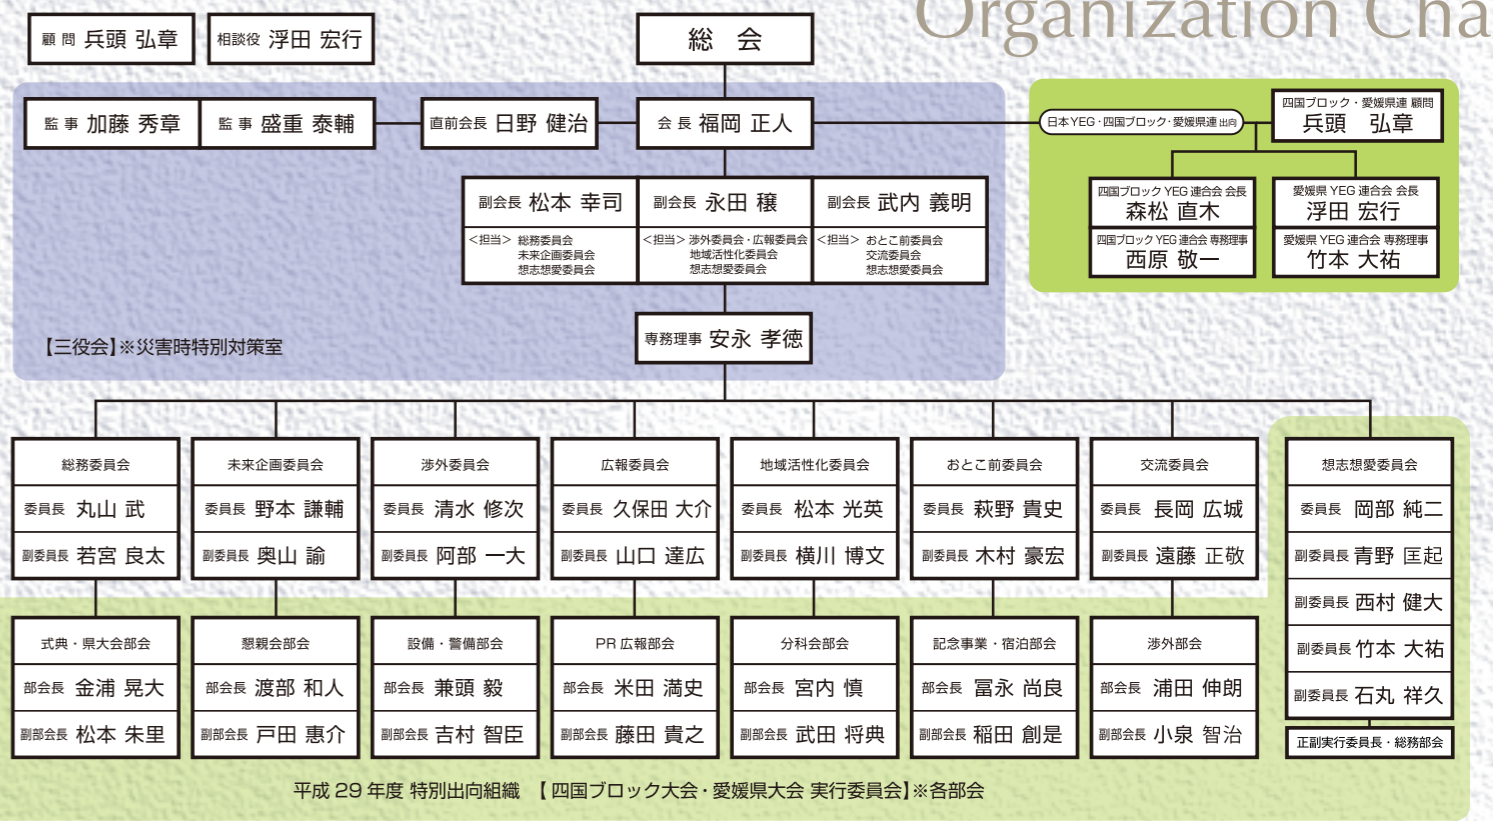 Organization Cha
顧 問 兵頭 弘章
相談役 浮田 宏行
総 会
監 事 加藤 秀章
監 事 盛重 泰輔
直前会長 日野 健治
会 長 福岡 正人
日本 YEG・四国ブロック・愛媛県連 出向
四国ブロック・愛媛県連 顧問
兵頭 弘章
四国ブロック YEG 連合会 会長
森松 直木
四国ブロック YEG 連合会 専務理事
西原 敬一
愛媛県 YEG 連合会 会長
浮田 宏行
愛媛県 YEG 連合会 専務理事
竹本 大祐
副会長 松本 幸司
＜担当＞ 総務委員会
未来企画委員会
想志想愛委員会
副会長 永田 穣
＜担当＞ 渉外委員会・広報委員会
地域活性化委員会
想志想愛委員会
副会長 武内 義明
＜担当＞ おとこ前委員会
交流委員会
想志想愛委員会
専務理事 安永 孝徳
【三役会】※災害時特別対策室
総務委員会
委員長 丸山 武
副委員長 若宮 良太
未来企画委員会
委員長 野本 謙輔
副委員長 奥山 諭
渉外委員会
委員長 清水 修次
副委員長 阿部 一大
広報委員会
委員長 久保田 大介
副委員長 山口 達広
地域活性化委員会
委員長 松本 光英
副委員長 横川 博文
おとこ前委員会
委員長 萩野 貴史
副委員長 木村 豪宏
交流委員会
委員長 長岡 広城
副委員長 遠藤 正敬
想志想愛委員会
委員長 岡部 純二
副委員長 青野 匡起
副委員長 西村 健大
副委員長 竹本 大祐
副委員長 石丸 祥久
正副実行委員長・総務部会
式典・県大会部会
部会長 金浦 晃大
副部会長 松本 朱里
懇親会部会
部会長 渡部 和人
副部会長 戸田 惠介
設備・警備部会
部会長 兼頭 毅
副部会長 吉村 智臣
PR 広報部会
部会長 米田 満史
副部会長 藤田 貴之
分科会部会
部会長 宮内 慎
副部会長 武田 将典
記念事業・宿泊部会
部会長 冨永 尚良
副部会長 稲田 創是
渉外部会
部会長 浦田 伸朗
副部会長 小泉 智治
平成 29 年度 特別出向組織 【 四国ブロック大会・愛媛県大会 実行委員会】※各部会